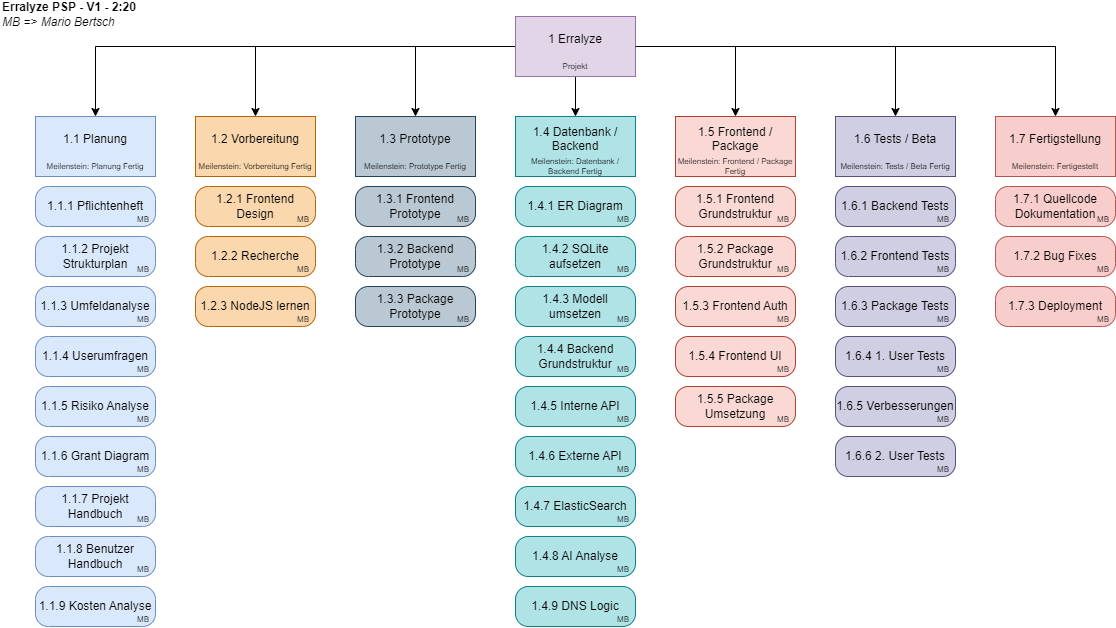 Erralyze PSP - V1 - 2:20
MB => Mario Bertsch
1 Erralyze
Projekt
1.1 Planung
Meilenstein: Planung Fertig
1.1.1 Pflichtenheft
MB
1.1.2 Projekt
Strukturplan
MB
1.1.3 Umfeldanalyse
MB
1.1.4 Userumfragen
MB
1.1.5 Risiko Analyse
MB
1.1.6 Grant Diagram
MB
1.1.7 Projekt
Handbuch
MB
1.1.8 Benutzer
Handbuch
MB
1.1.9 Kosten Analyse
MB
1.2 Vorbereitung
Meilenstein: Vorbereitung Fertig
1.2.1 Frontend
Design
MB
1.2.2 Recherche
MB
1.2.3 NodeJS lernen
MB
1.3 Prototype
Meilenstein: Prototype Fertig
1.3.1 Frontend
Prototype
MB
1.3.2 Backend
Prototype
MB
1.3.3 Package
Prototype
MB
1.4 Datenbank /
Backend
Meilenstein: Datenbank /
Backend Fertig
1.4.1 ER Diagram
MB
1.4.2 SQLite
aufsetzen
MB
1.4.3 Modell
umsetzen
MB
1.4.4 Backend
Grundstruktur
MB
1.4.5 Interne API
MB
1.4.6 Externe API
MB
1.4.7 ElasticSearch
MB
1.4.8 AI Analyse
MB
1.4.9 DNS Logic
MB
1.5 Frontend /
Package
Meilenstein: Frontend / Package
Fertig
1.5.1 Frontend
Grundstruktur
MB
1.5.2 Package
Grundstruktur
MB
1.5.3 Frontend Auth
MB
1.5.4 Frontend UI
MB
1.5.5 Package
Umsetzung
MB
1.6 Tests / Beta
Meilenstein: Tests / Beta Fertig
1.6.1 Backend Tests
MB
1.6.2 Frontend Tests
MB
1.6.3 Package Tests
MB
1.6.4 1. User Tests
MB
1.6.5 Verbesserungen
MB
1.6.6 2. User Tests
MB
1.7 Fertigstellung
Meilenstein: Fertigestellt
1.7.1 Quellcode
Dokumentation
MB
1.7.2 Bug Fixes
MB
1.7.3 Deployment
MB